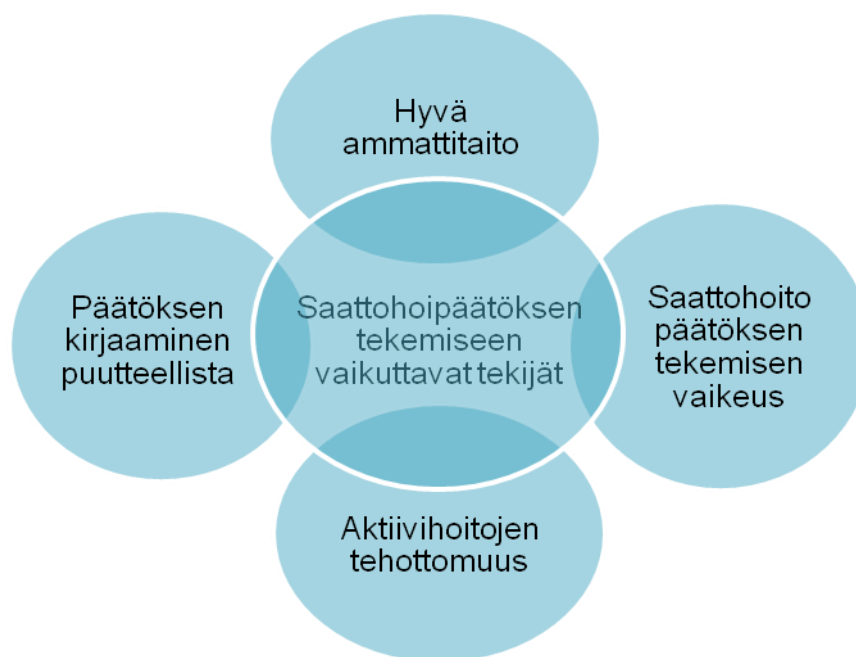 Hyvä
ammattitaito
Päätöksen
kirjaaminen
puutteellista
Saattohoipäätöksen
tekemiseen
vaikuttavat tekijät
Saattohoito
päätöksen
tekemisen
vaikeus
Aktiivihoitojen
tehottomuus